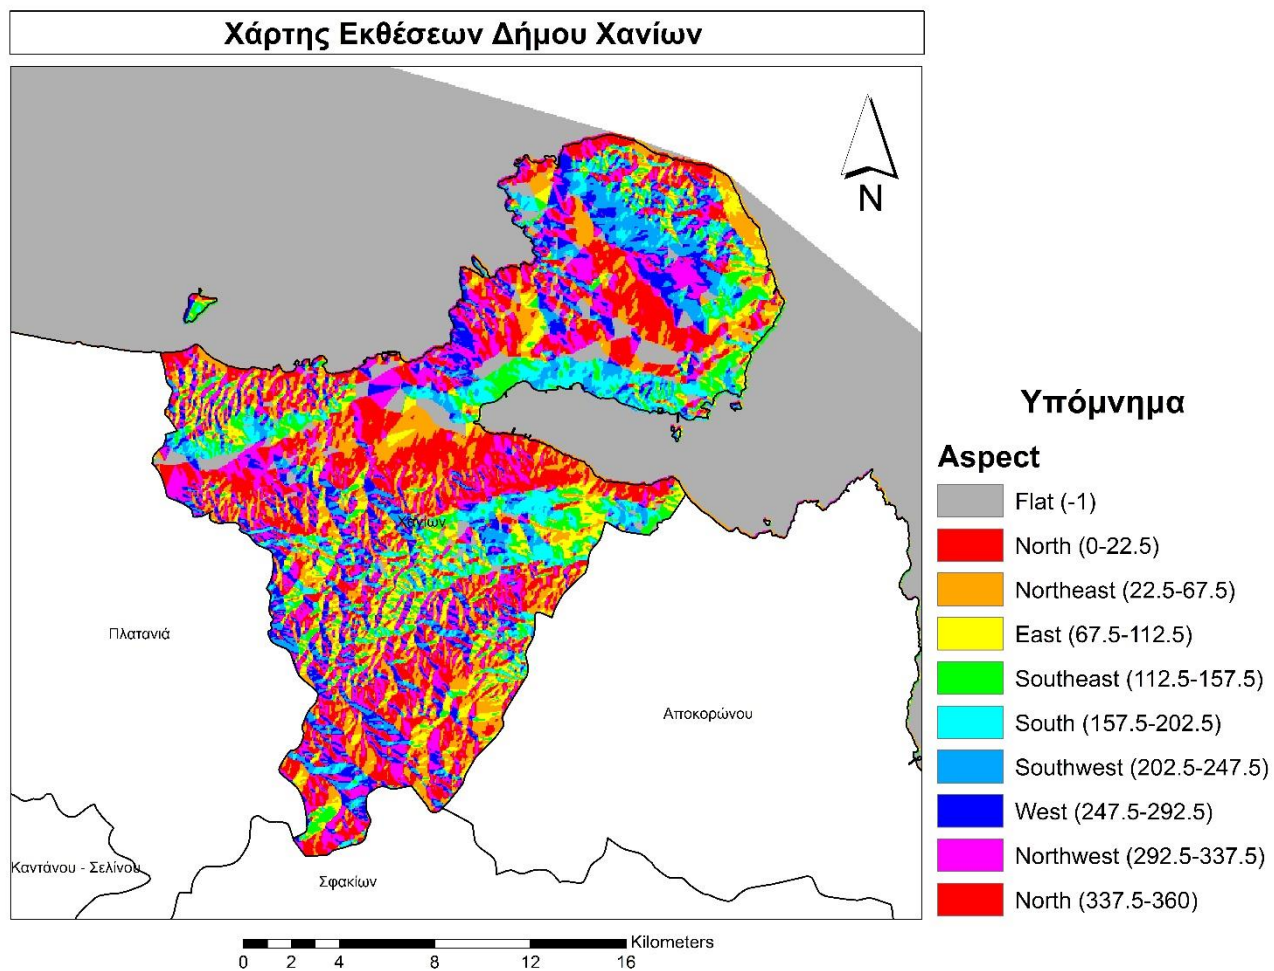 Χάρτης Εκθέσεων Δήμου Χανίων
N
Χανίων
Πλατανιά
Αποκορώνου
Καντάνου - Σελίνου
Σφακίων
Kilometers
0 2 4 8 12 16
Υπόμνημα
Aspect
Flat (-1)
North (0-22.5)
Northeast (22.5-67.5)
East (67.5-112.5)
Southeast (112.5-157.5)
South (157.5-202.5)
Southwest (202.5-247.5)
West (247.5-292.5)
Northwest (292.5-337.5)
North (337.5-360)